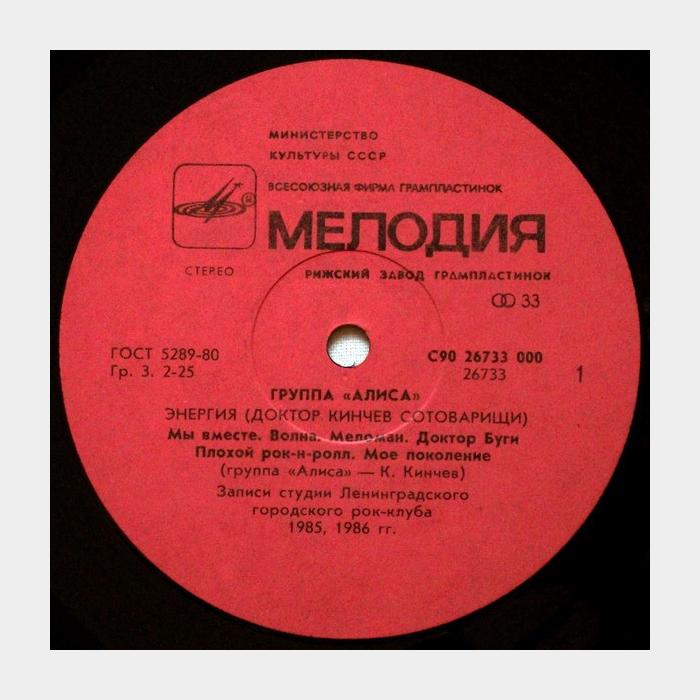 МИНИСТЕРСТВО
КУЛЬТУРЫ СССР
ВСЕСОЮЗНАЯ ФИРМА ГРАМПЛАСТИНОК
®
МЕЛОДИЯ
СТЕРЕО
РИЖСКИЙ ЗАВОД ГРАМПЛАСТИНОК
33
ГОСТ 5289-80
Гр. 3. 2-25
С90 26733 000
26733
1
ГРУППА «АЛИСА»
ЭНЕРГИЯ (ДОКТОР КИНЧЕВ СОТОВАРИЩИ)
Мы вместе. Волна. Меломан. Доктор Буги
Плохой рок-н-ролл. Мое поколение
(группа «Алиса» — К. Кинчев)
Записи студии Ленинградского
городского рок-клуба
1985, 1986 гг.